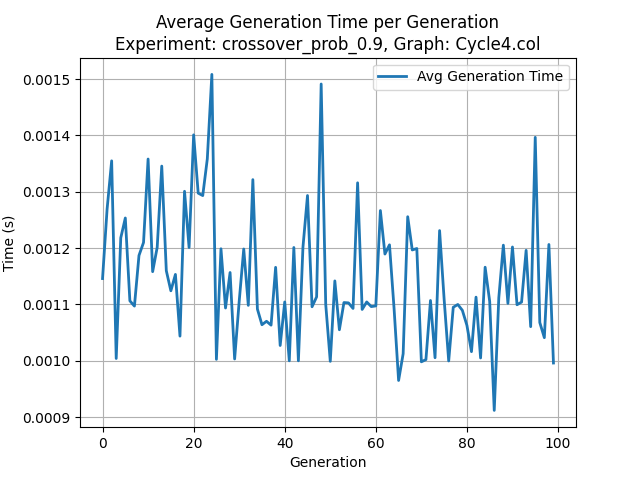 Average Generation Time per Generation
Experiment: crossover_prob_0.9, Graph: Cycle4.col
Avg Generation Time
Time (s)
0.0015
0.0014
0.0013
0.0012
0.0011
0.0010
0.0009
0 20 40 60 80 100
Generation